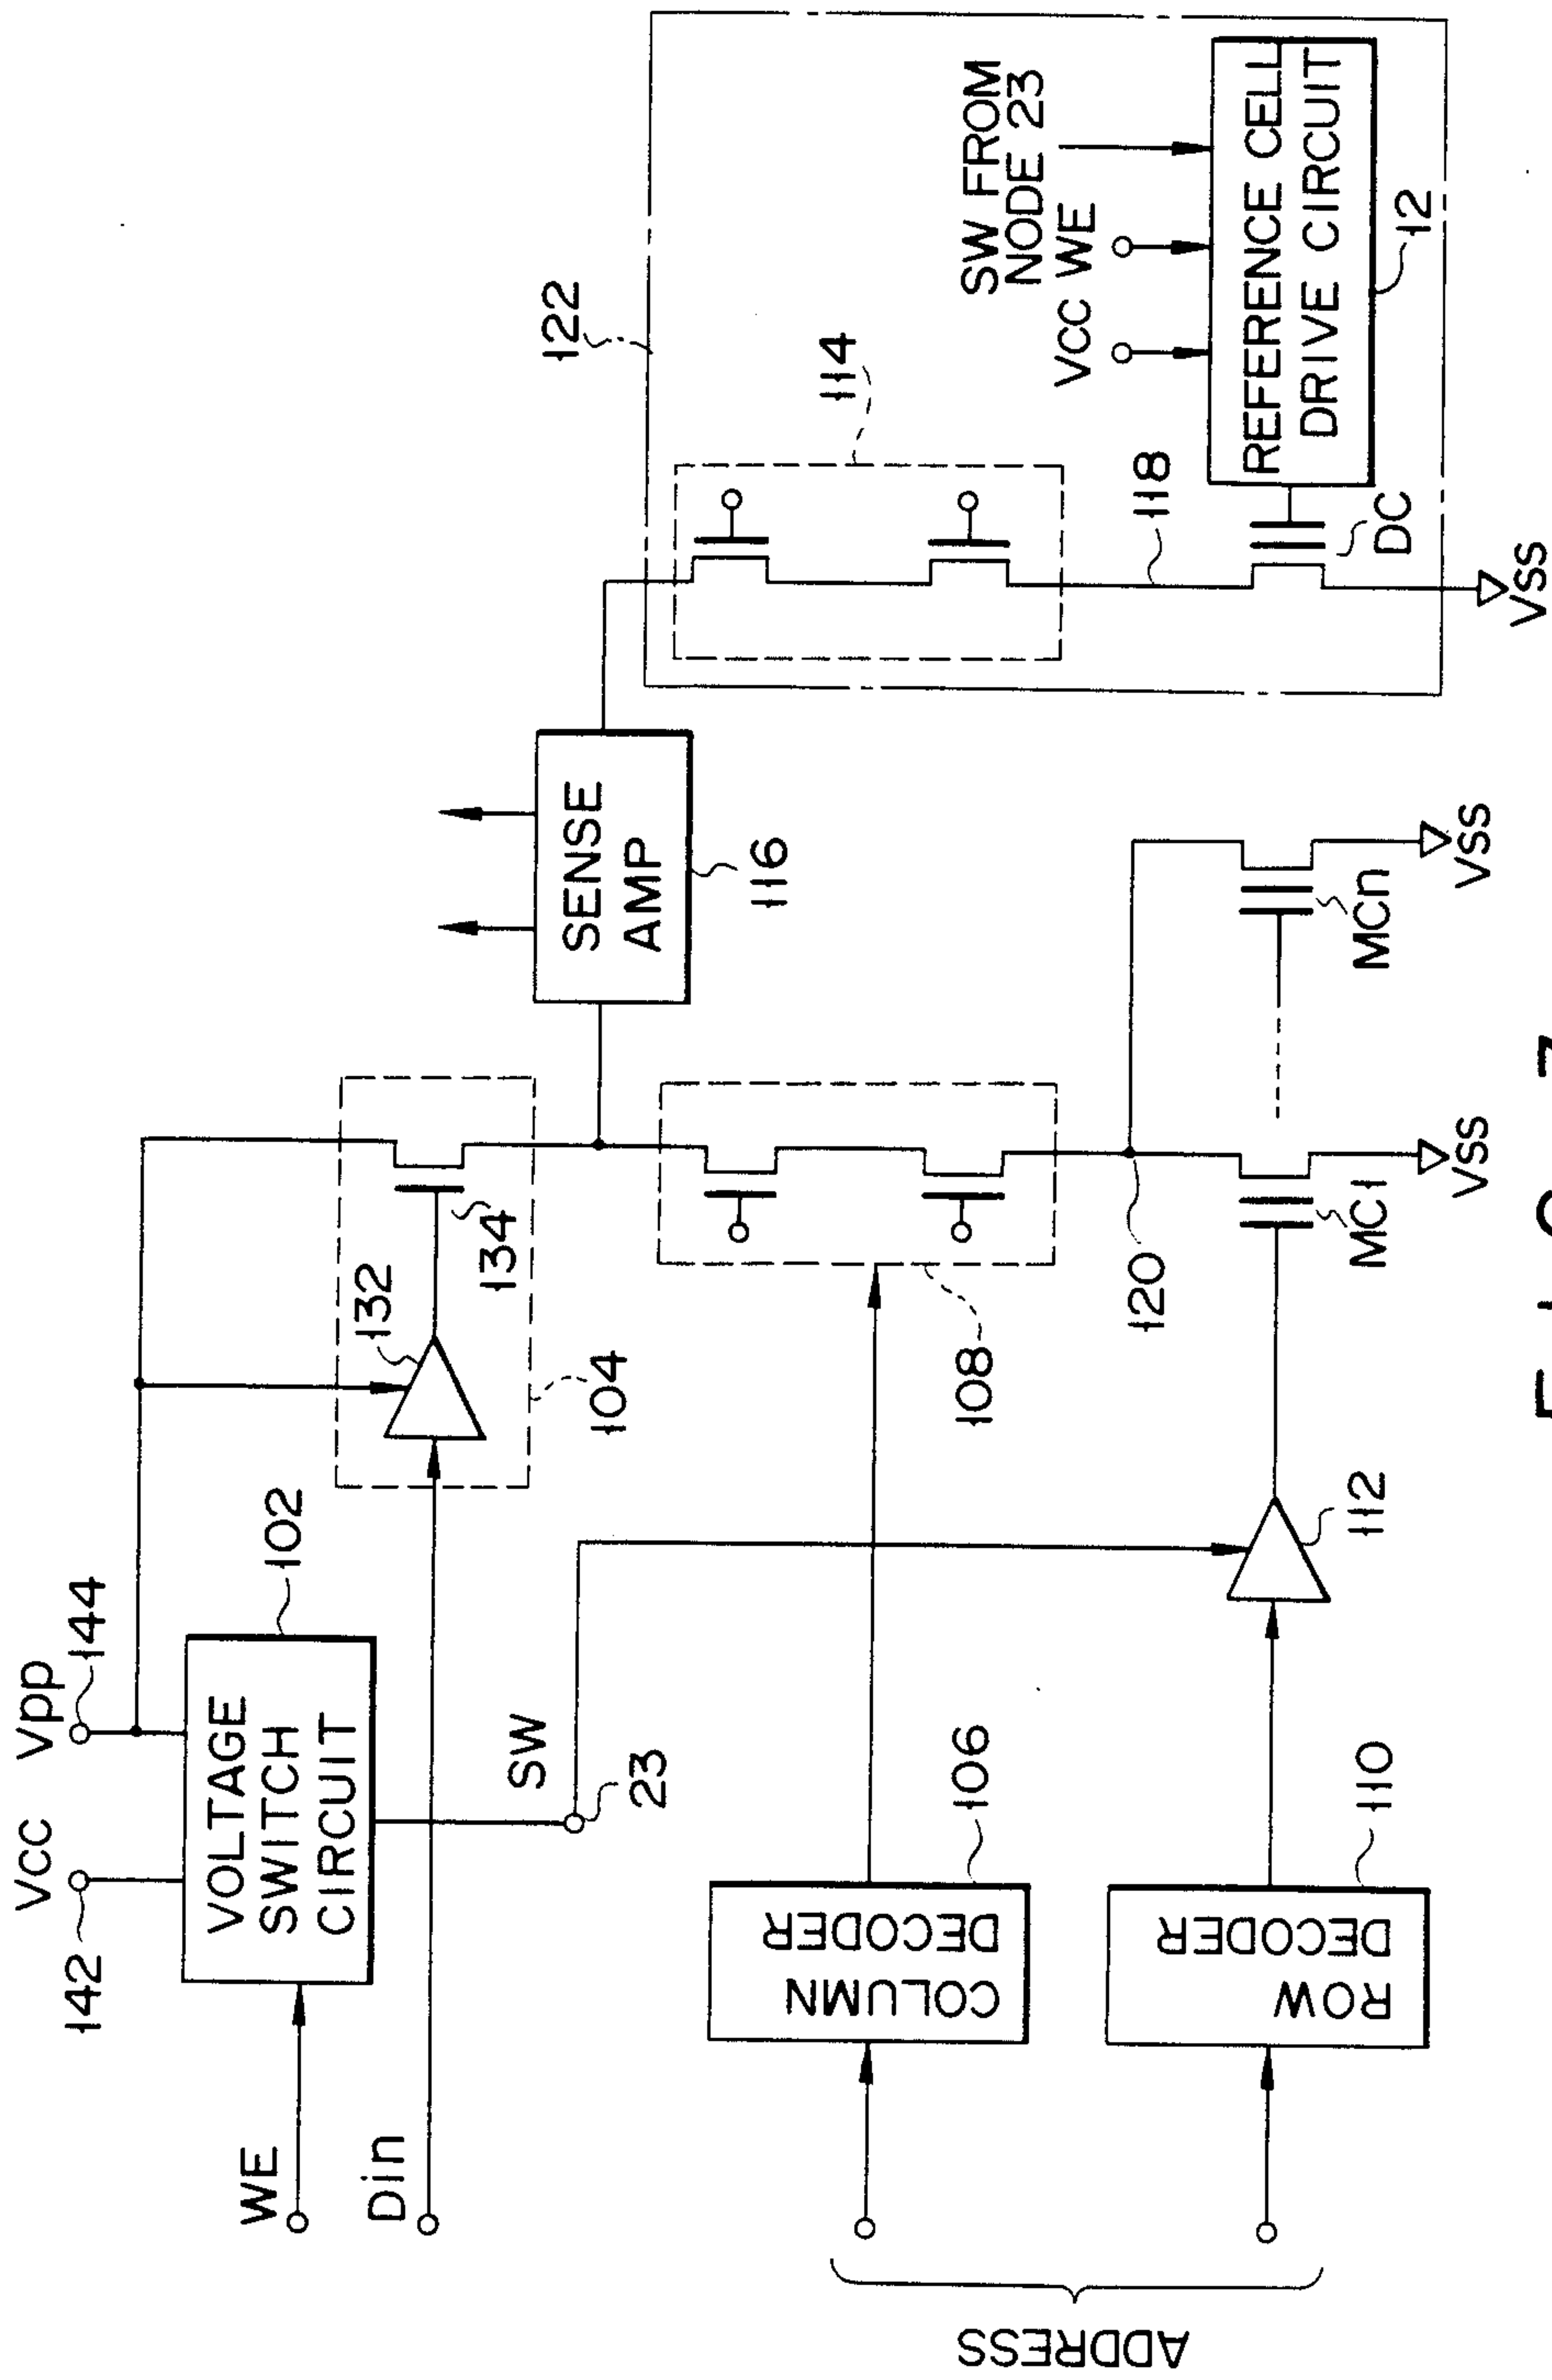 Vcc
Vpp
142
144
WE
VOLTAGE
SWITCH
CIRCUIT
102
Din
132
134
104
SW
23
SENSE
AMP
116
122
114
SW FROM
NODE 23
VCC WE
118
REFERENCE CELL
DRIVE CIRCUIT
12
DC
VSS
ADDRESS
COLUMN
DECODER
106
108
120
ROW
DECODER
110
112
MC1
MCn
VSS
VSS